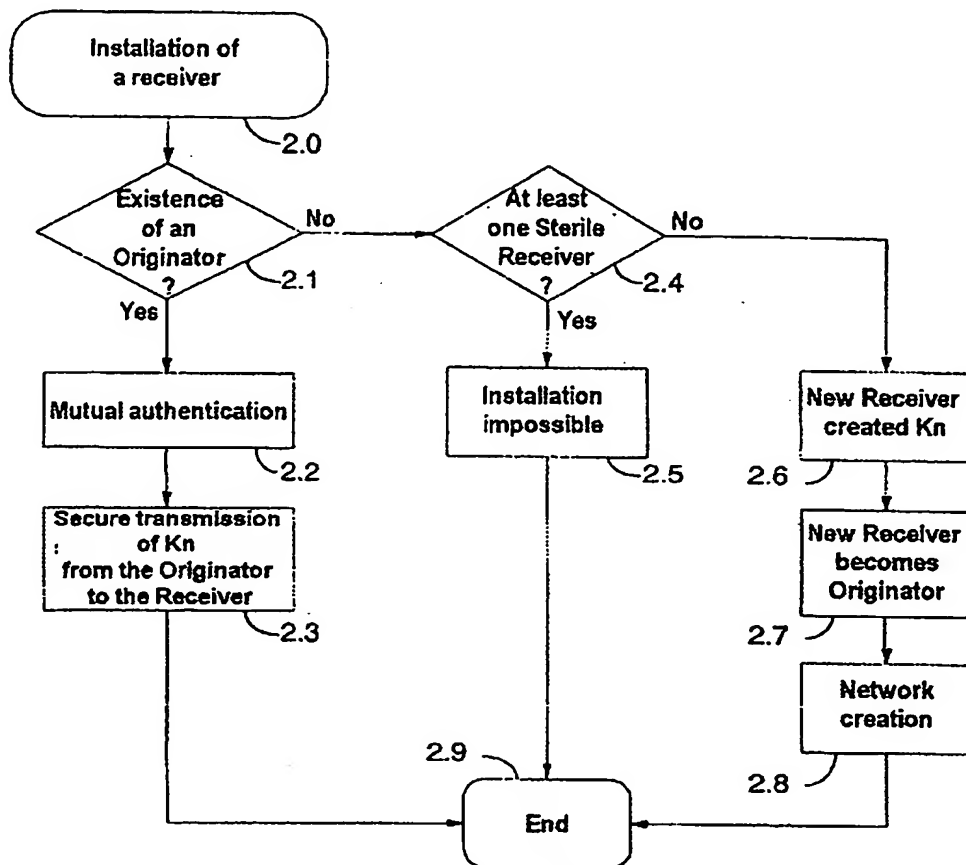 Installation of
a receiver
2.0
Existence
of an
Originator
?
2.1
No
Yes
At least
one Sterile
Receiver
?
2.4
No
Yes
Mutual authentication
2.2
Installation
impossible
2.5
New Receiver
created Kn
2.6
Secure transmission
of Kn
from the Originator
to the Receiver
2.3
New Receiver
becomes
Originator
2.7
Network
creation
2.8
2.9
End